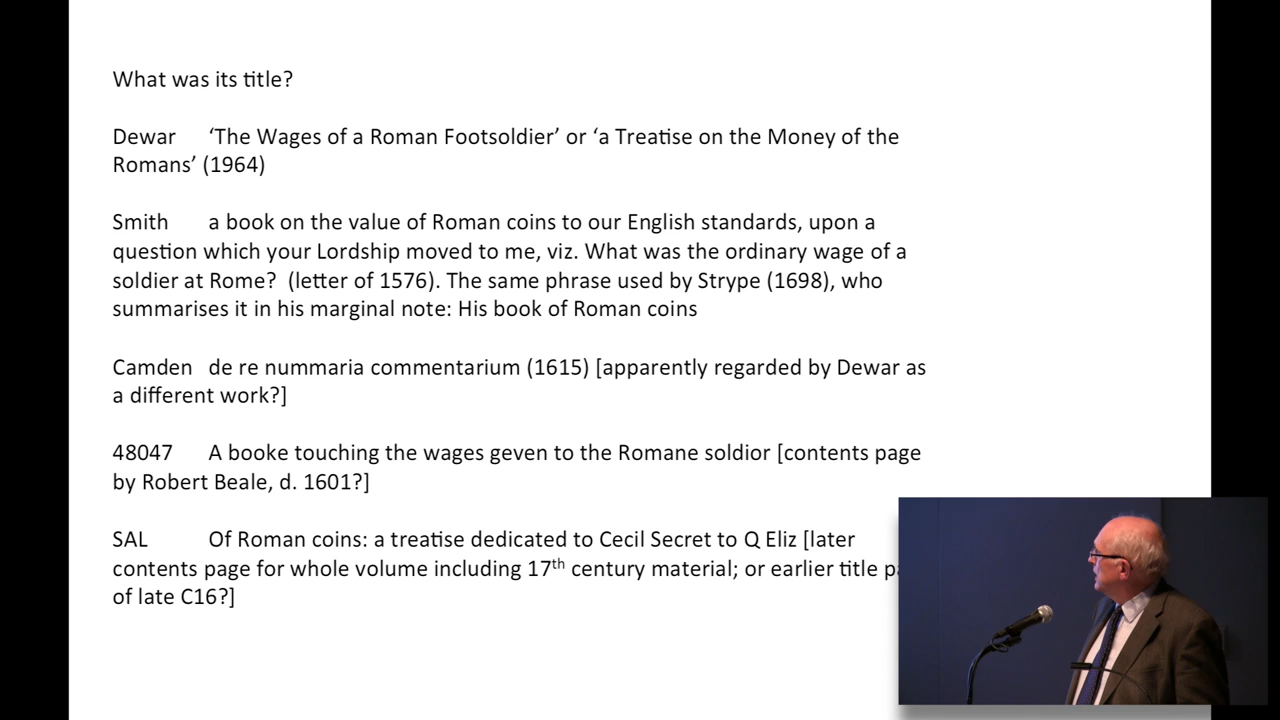 What was its title?
Dewar ‘The Wages of a Roman Footsoldier’ or ‘a Treatise on the Money of the
Romans’ (1964)
Smith a book on the value of Roman coins to our English standards, upon a
question which your Lordship moved to me, viz. What was the ordinary wage of a
soldier at Rome? (letter of 1576). The same phrase used by Strype (1698), who
summarises it in his marginal note: His book of Roman coins
Camden de re nummaria commentarium (1615) [apparently regarded by Dewar as
a different work?]
48047 A booke touching the wages geven to the Romane soldior [contents page
by Robert Beale, d. 1601?]
SAL Of Roman coins: a treatise dedicated to Cecil Secret to Q Eliz [later
contents page for whole volume including 17th century material; or earlier title
of late C16?]